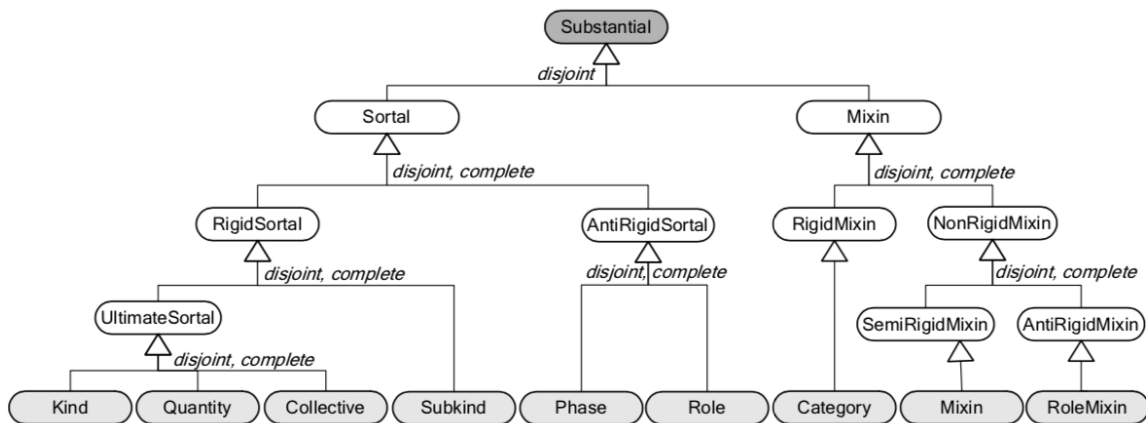 Substantial
disjoint
Sortal
Mixin
disjoint, complete
disjoint, complete
RigidSortal
AntiRigidSortal
RigidMixin
NonRigidMixin
disjoint, complete
disjoint, complete
disjoint, complete
UltimateSortal
SemiRigidMixin
AntiRigidMixin
disjoint, complete
Kind
Quantity
Collective
Subkind
Phase
Role
Category
Mixin
RoleMixin